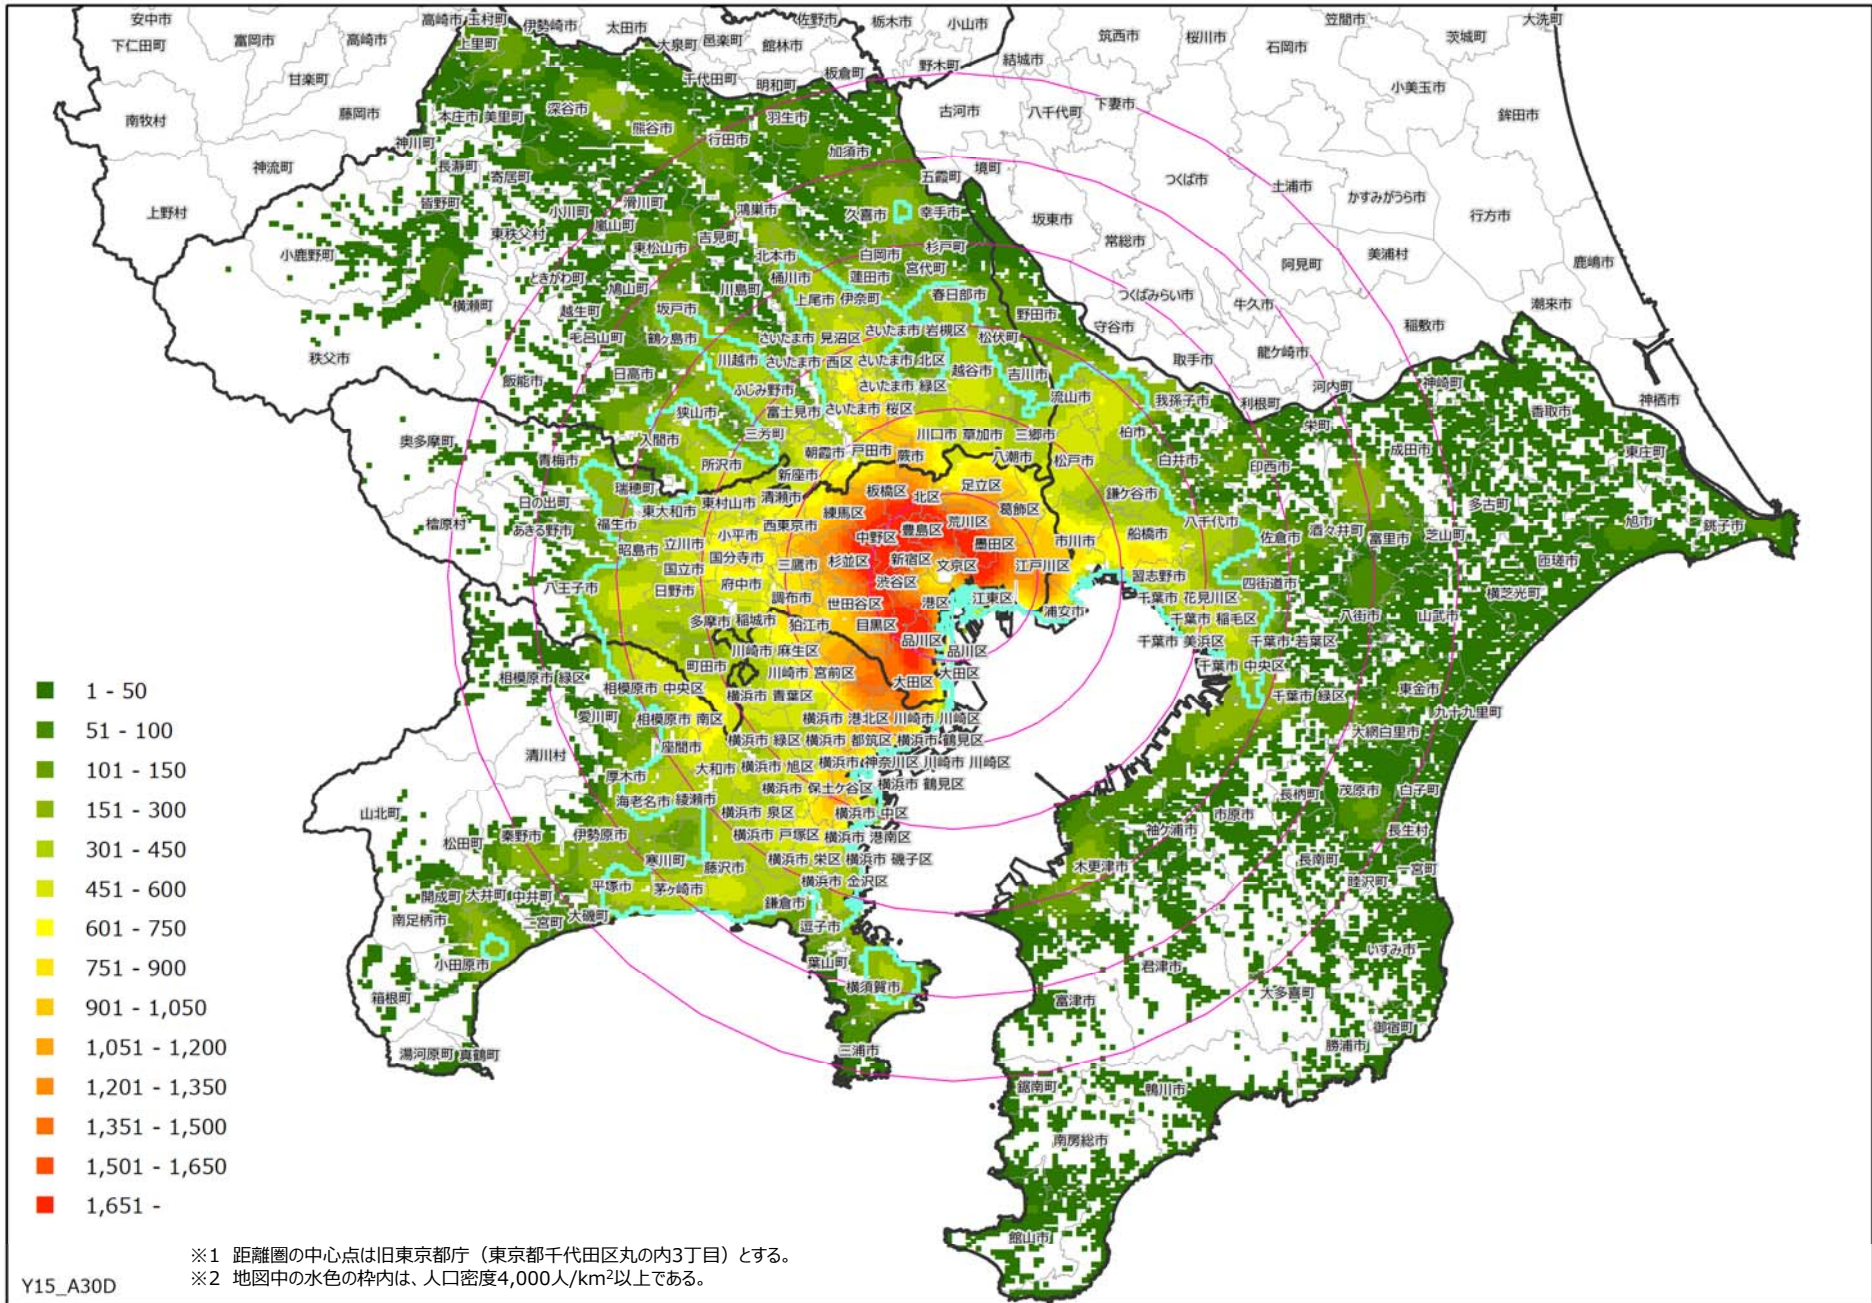 安中市
高崎市 玉村町 伊勢崎市
太田市
佐野市
栃木市
小山市
笠間市
大洗町
下仁田町
富岡市
高崎市
上里町
大泉町 邑楽町
館林市
筑西市
桜川市
石岡市
茨城町
甘楽町
千代田町
明和町
板倉町
野木町
結城市
小美玉市
南牧村
藤岡市
本庄市 美里町
深谷市
熊谷市
行田市
羽生市
古河市
八千代町
下妻市
鉾田市
神川町
神流町
長瀞町
寄居町
加須市
五霞町
境町
つくば市
土浦市
かすみがうら市
上野村
皆野町
小川町
滑川町
鴻巣市
久喜市
幸手市
坂東市
行方市
小鹿野町
東秩父村
嵐山町
東松山市
吉見町
杉戸町
常総市
北本市
白岡市
宮代町
阿見町
美浦村
鹿嶋市
ときがわ町
鳩山町
川島町
桶川市
蓮田市
横瀬町
越生町
坂戸市
上尾市 伊奈町
春日部市
つくばみらい市
牛久市
潮来市
毛呂山町
鶴ヶ島市
さいたま市 見沼区
さいたま市 岩槻区
松伏町
野田市
守谷市
稲敷市
秩父市
飯能市
日高市
川越市
さいたま市 西区
さいたま市 北区
越谷市
吉川市
取手市
龍ケ崎市
ふじみ野市
さいたま市 緑区
流山市
我孫子市
利根町
河内町
神崎町
神栖市
狭山市
富士見市
さいたま市 桜区
香取市
奥多摩町
入間市
三芳町
川口市 草加市
三郷市
柏市
栄町
成田市
東庄町
青梅市
所沢市
新座市
朝霞市 戸田市
蕨市
八潮市
松戸市
白井市
印西市
瑞穂町
日の出町
檜原村
あきる野市
福生市
東大和市
東村山市
清瀬市
板橋区
北区
足立区
鎌ケ谷市
多古町
旭市
銚子市
練馬区
葛飾区
西東京市
豊島区
荒川区
八千代市
船橋市
昭島市
立川市
小平市
国分寺市
中野区
墨田区
市川市
佐倉市
酒々井町
富里市
芝山町
国立市
三鷹市
杉並区
新宿区
文京区
江戸川区
匝瑳市
八王子市
日野市
府中市
調布市
渋谷区
習志野市
四街道市
横芝光町
世田谷区
港区
江東区
浦安市
千葉市 花見川区
千葉市 稲毛区
八街市
山武市
多摩市 稲城市
狛江市
目黒区
品川区
品川区
千葉市 美浜区
千葉市 若葉区
川崎市 麻生区
町田市
川崎市 宮前区
大田区
大田区
千葉市 中央区
千葉市 緑区
東金市
九十九里町
相模原市 緑区
相模原市 中央区
横浜市 青葉区
愛川町
相模原市 南区
横浜市 港北区
川崎市 川崎区
大網白里市
清川村
座間市
横浜市 緑区
横浜市 都筑区
横浜市 鶴見区
厚木市
大和市
横浜市 旭区
横浜市 神奈川区
川崎市 川崎区
横浜市 保土ケ谷区
横浜市 鶴見区
長柄町
茂原市
白子町
海老名市
綾瀬市
山北町
横浜市 泉区
横浜市 中区
市原市
袖ケ浦市
長生村
松田町
秦野市
伊勢原市
横浜市 戸塚区
横浜市 港南区
寒川町
藤沢市
横浜市 栄区
横浜市 磯子区
木更津市
長南町
睦沢町
一宮町
開成町
大井町
中井町
平塚市
茅ヶ崎市
横浜市 金沢区
南足柄市
二宮町
大磯町
鎌倉市
逗子市
小田原市
葉山町
横須賀市
君津市
いすみ市
箱根町
富津市
大多喜町
御宿町
湯河原町
真鶴町
三浦市
勝浦市
鋸南町
鴨川市
南房総市
館山市
1 - 50
51 - 100
101 - 150
151 - 300
301 - 450
451 - 600
601 - 750
751 - 900
901 - 1,050
1,051 - 1,200
1,201 - 1,350
1,351 - 1,500
1,501 - 1,650
1,651 -
※1 距離圏の中心点は旧東京都庁（東京都千代田区丸の内3丁目）とする。
※2 地図中の水色の枠内は、人口密度4,000人/km²以上である。
Y15_A30D